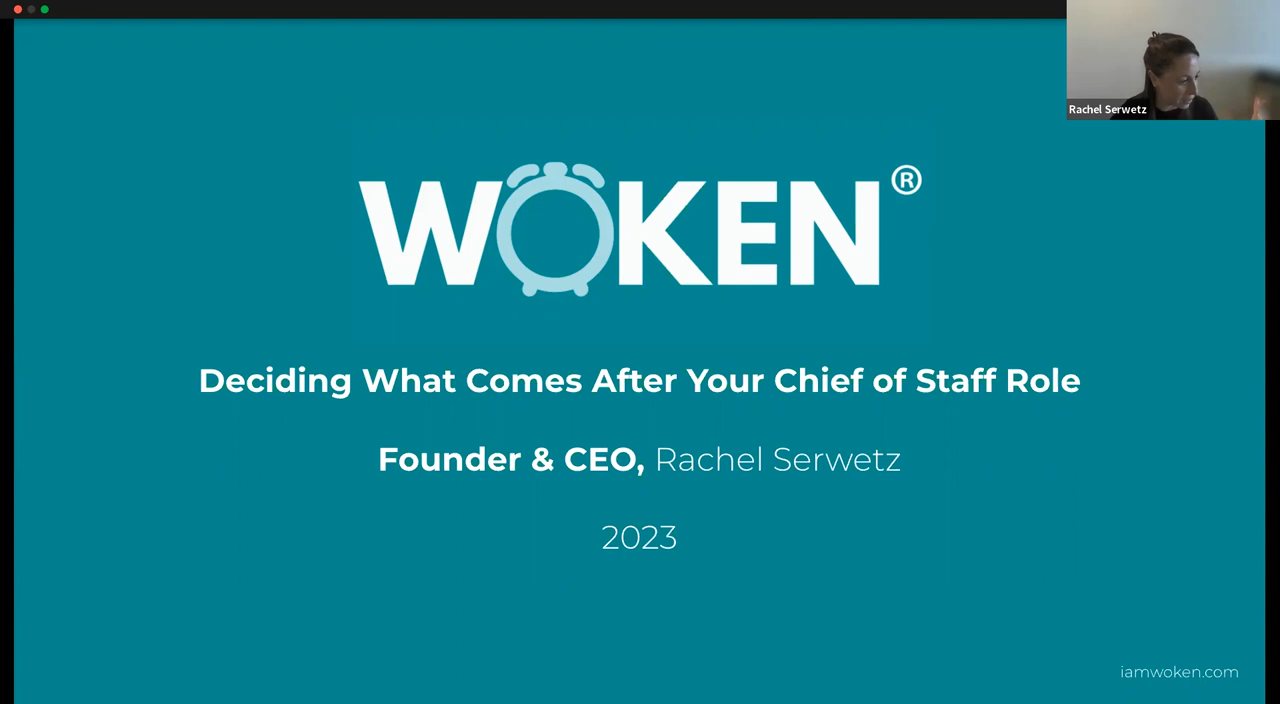 Rachel Serwetz
WOKEN®
Deciding What Comes After Your Chief of Staff Role
Founder & CEO, Rachel Serwetz
2023
iamwoken.com